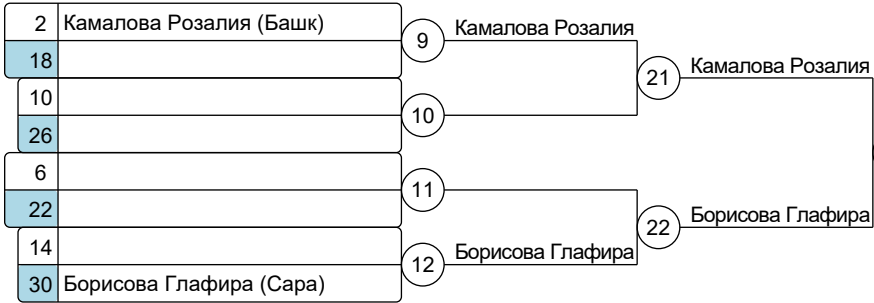 2 Камалова Розалия (Башк)
9 Камалова Розалия
18
21 Камалова Розалия
10
10
26
6
11
22
22 Борисова Глафира
14
12 Борисова Глафира
30 Борисова Глафира (Сара)